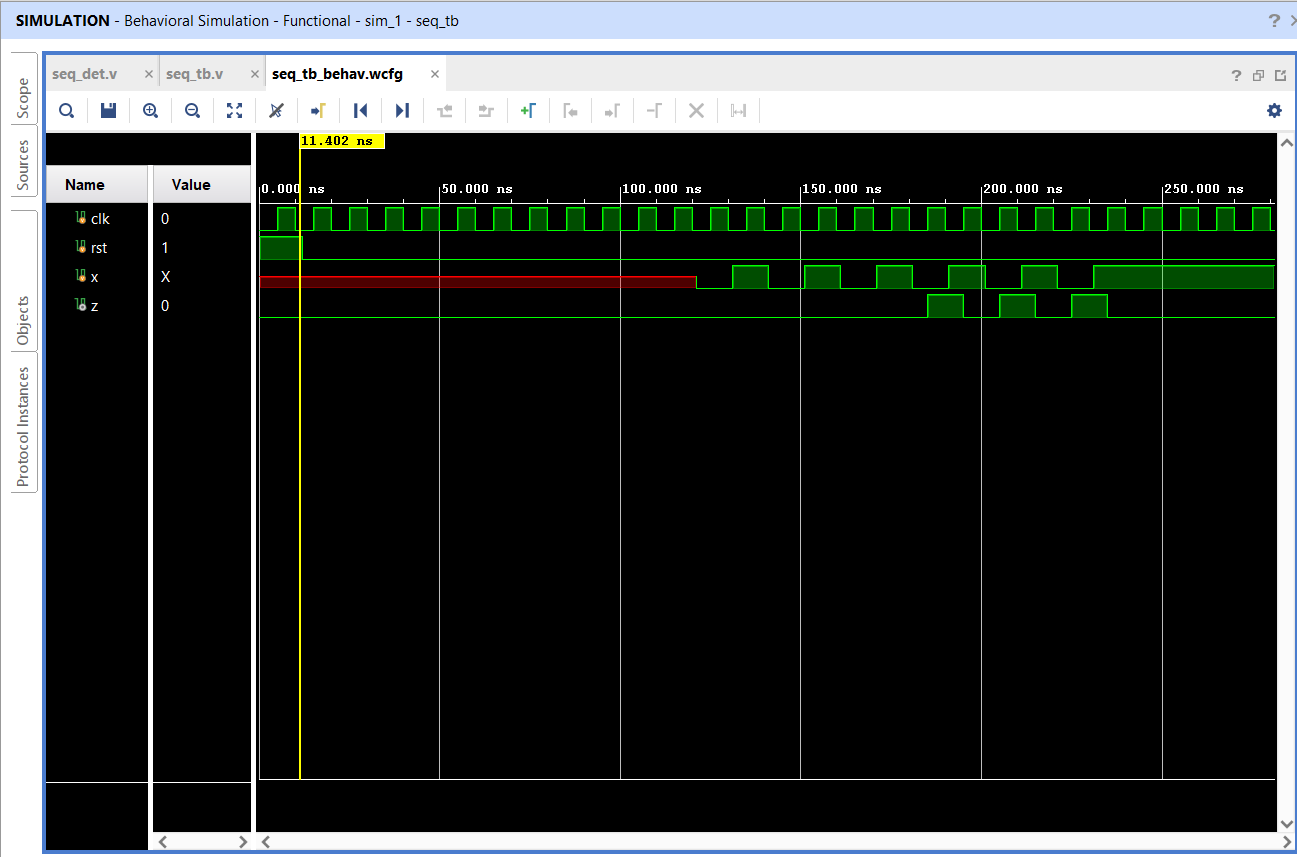 SIMULATION - Behavioral Simulation - Functional - sim_1 - seq_tb ?
Scope
Sources
Objects
Protocol Instances
seq_det.v × seq_tb.v × seq_tb_behav.wcfg × ?
11.402 ns
Name Value
0.000 ns 50.000 ns 100.000 ns 150.000 ns 200.000 ns 250.000 ns
clk 0
rst 1
x X
z 0